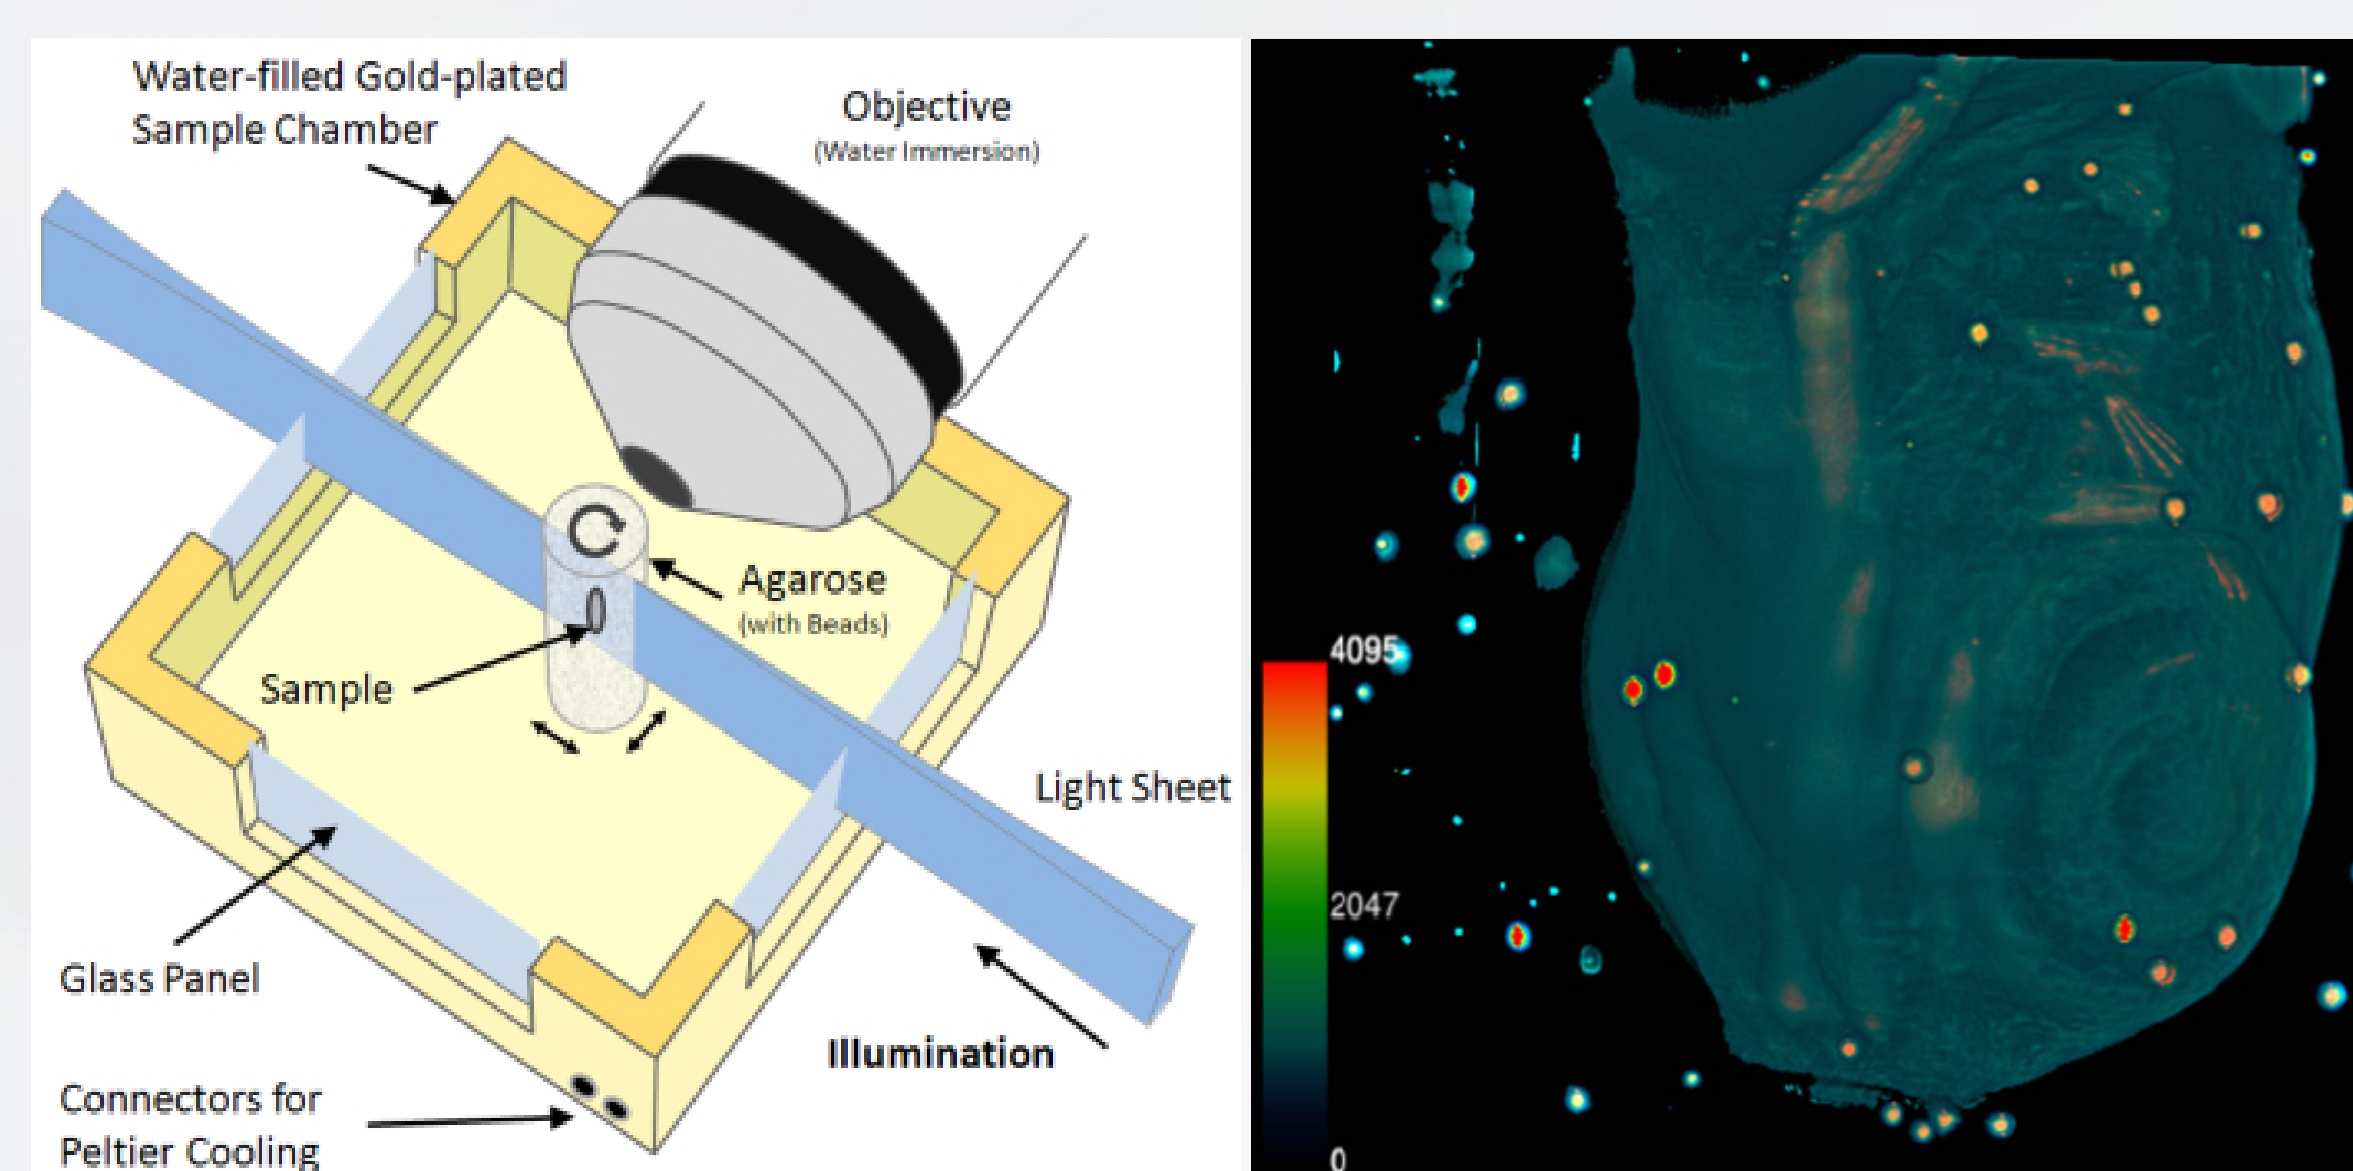 Water-filled Gold-plated
Sample Chamber
Objective
(Water Immersion)
Agarose
(with Beads)
Sample
Light Sheet
Glass Panel
Illumination
Connectors for
Peltier Cooling
4095
2047
0